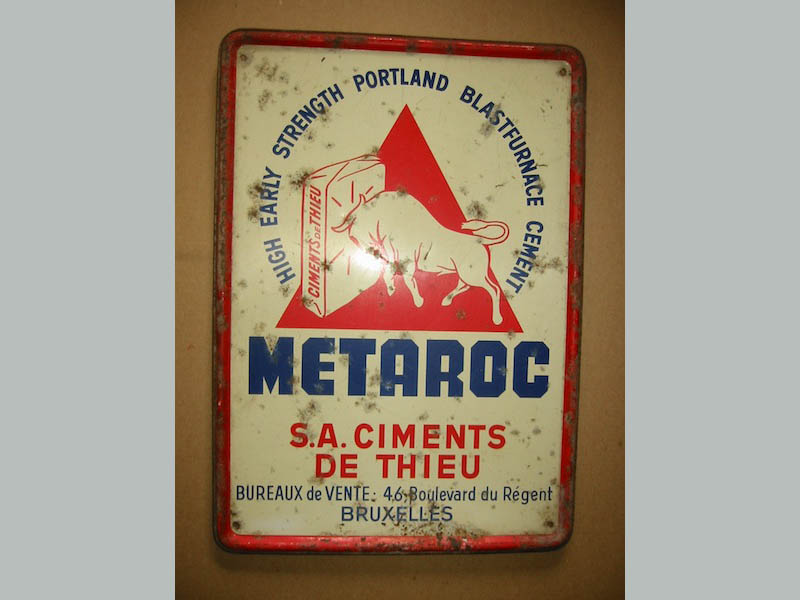 HIGH EARLY STRENGTH PORTLAND BLASTFURNACE CEMENT
CIMENTS DE THIEU
METAROC
S.A. CIMENTS
DE THIEU
BUREAUX de VENTE: 46, Boulevard du Régent
BRUXELLES